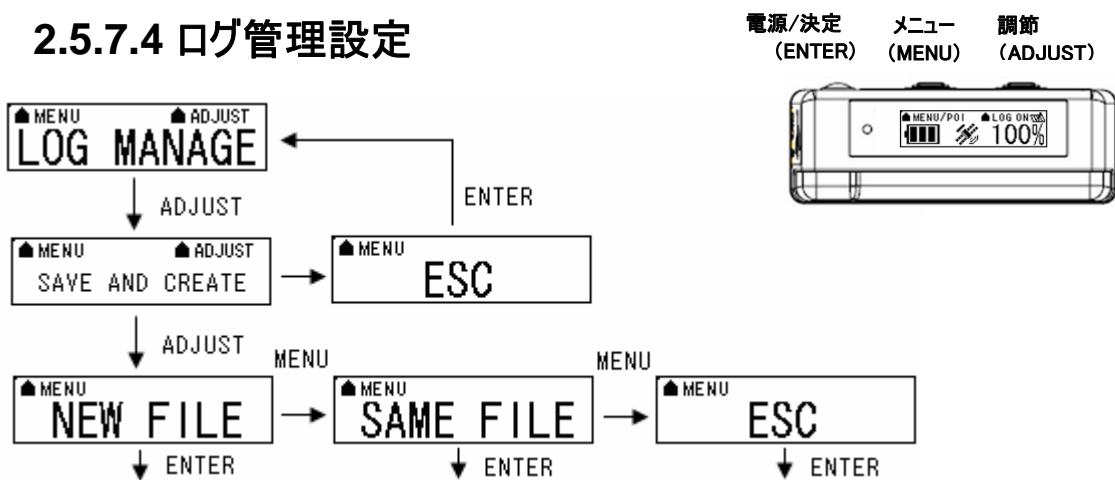 2.5.7.4 ログ管理設定
電源/決定
(ENTER)
メニュー
(MENU)
調節
(ADJUST)
MENU/POI LOG ON
100%
MENU ADJUST
LOG MANAGE
ADJUST
ENTER
MENU ADJUST
SAVE AND CREATE
MENU
ESC
ADJUST
MENU
MENU
MENU
NEW FILE
MENU
SAME FILE
MENU
ESC
ENTER
ENTER
ENTER